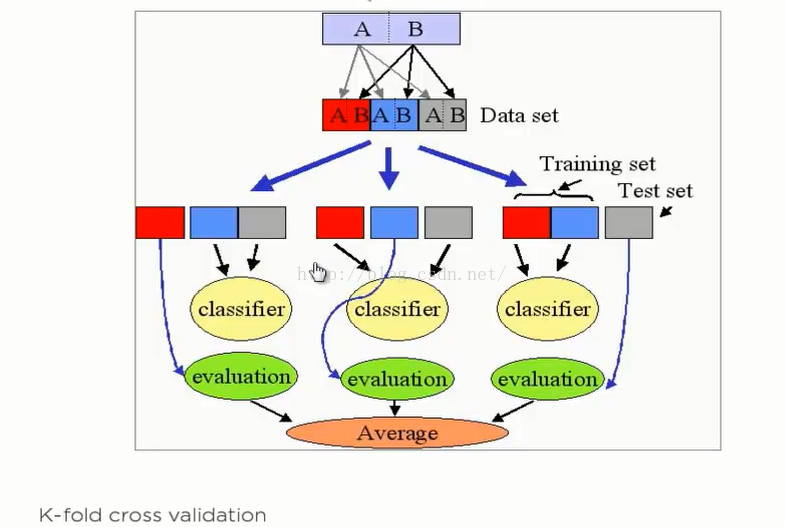 A B
A B A B A B Data set
Training set
Test set
http://blog.csdn.net/
classifier classifier classifier
evaluation evaluation evaluation
Average
K-fold cross validation